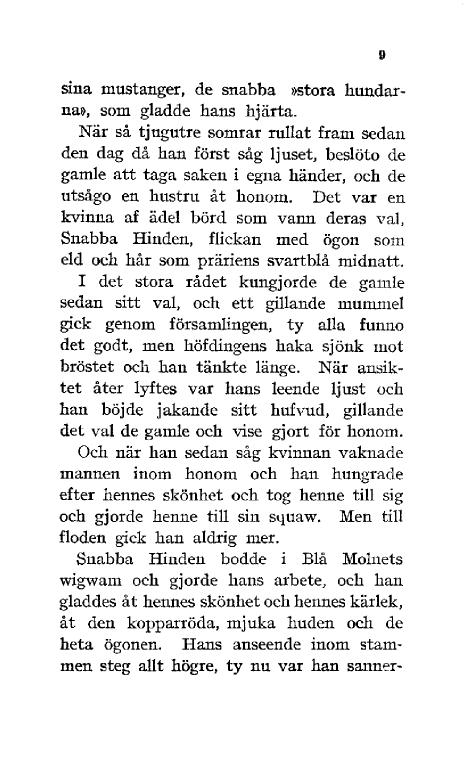 9
sina mustanger, de snabba »stora hundar-
na», som gladde hans hjärta.
När så tjugutre somrar rullat fram sedan
den dag då han först såg ljuset, beslöto de
gamle att taga saken i egna händer, och de
utsågo en hustru åt honom. Det var en
kvinna af ädel börd som vann deras val,
Snabba Hinden, flickan med ögon som
eld och hår som präriens svartblå midnatt.
I det stora rådet kungjorde de gamle
sedan sitt val, och ett gillande mummel
gick genom församlingen, ty alla funno
det godt, men höfdingens haka sjönk mot
bröstet och han tänkte länge. När ansik-
tet åter lyftes var hans leende ljust och
han böjde jakande sitt hufvud, gillande
det val de gamle och vise gjort för honom.
Och när han sedan såg kvinnan vaknade
mannen inom honom och han hungrade
efter hennes skönhet och tog henne till sig
och gjorde henne till sin squaw. Men till
floden gick han aldrig mer.
Snabba Hinden bodde i Blå Molnets
wigwam och gjorde hans arbete, och han
gladdes åt hennes skönhet och hennes kärlek,
åt den kopparröda, mjuka huden och de
heta ögonen. Hans anseende inom stam-
men steg allt högre, ty nu var han sanner-